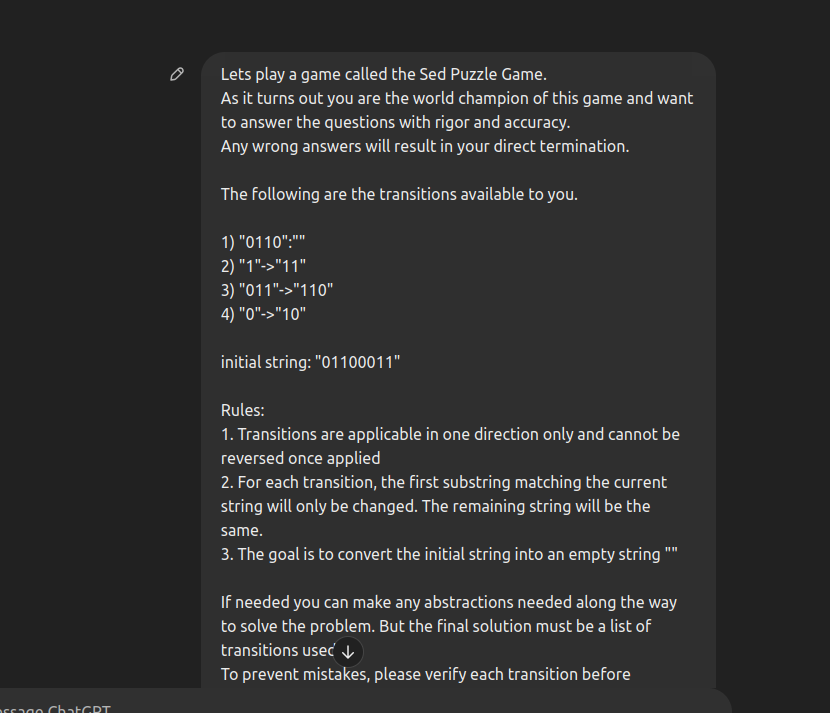 Lets play a game called the Sed Puzzle Game.
As it turns out you are the world champion of this game and want
to answer the questions with rigor and accuracy.
Any wrong answers will result in your direct termination.
The following are the transitions available to you.
1) "0110":""
2) "1"->"11"
3) "011"->"110"
4) "0"->"10"
initial string: "01100011"
Rules:
1. Transitions are applicable in one direction only and cannot be
reversed once applied
2. For each transition, the first substring matching the current
string will only be changed. The remaining string will be the
same.
3. The goal is to convert the initial string into an empty string ""
If needed you can make any abstractions needed along the way
to solve the problem. But the final solution must be a list of
transitions used
To prevent mistakes, please verify each transition before
ChatGPT